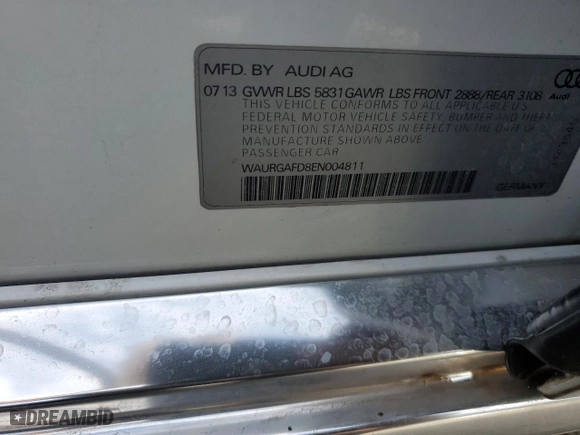 MFD. BY AUDI AG
07 13 GVWR LBS 5831 GAWR LBS FRONT 2888/REAR 3108
Audi
THIS VEHICLE CONFORMS TO ALL APPLICABLE U.S.
FEDERAL MOTOR VEHICLE SAFETY, BUMPER, AND THEFT
PREVENTION STANDARDS IN EFFECT ON THE DATE OF
MANUFACTURE SHOWN ABOVE
PASSENGER CAR
WAURGAFD8EN004811
GERMANY
DREAMBID